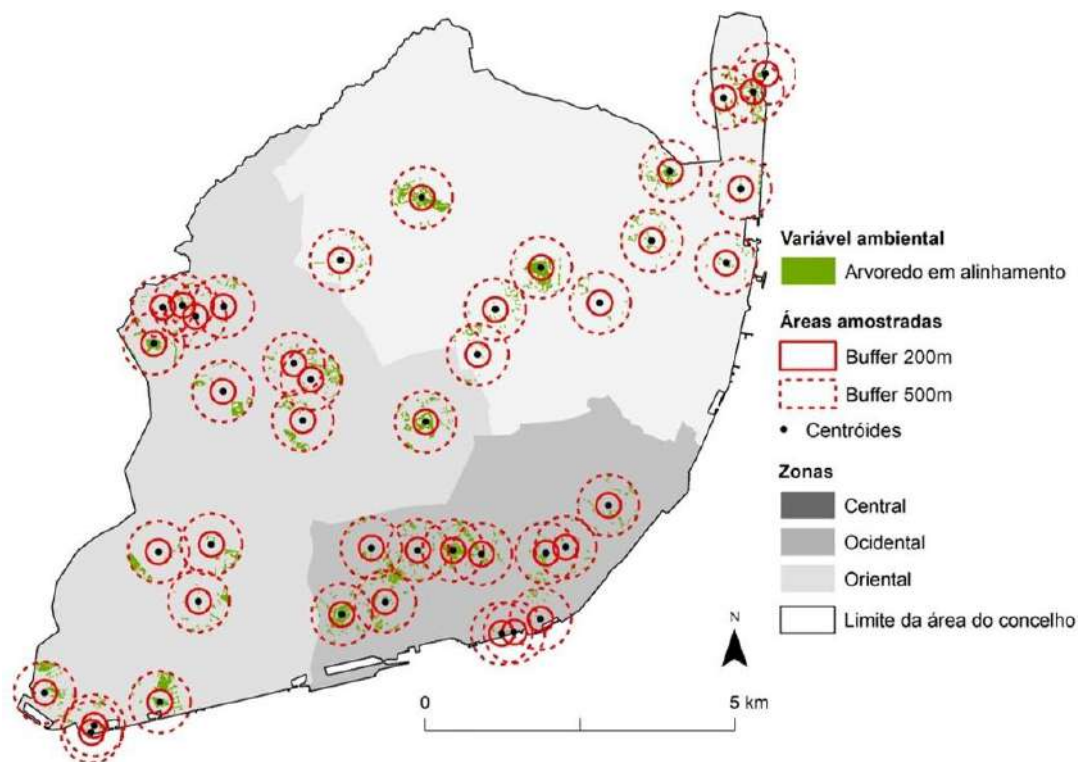 Variável ambiental
Arvoredo em alinhamento
Áreas amostradas
Buffer 200m
Buffer 500m
Centróides
Zonas
Central
Ocidental
Oriental
Limite da área do concelho
N
0 5 km